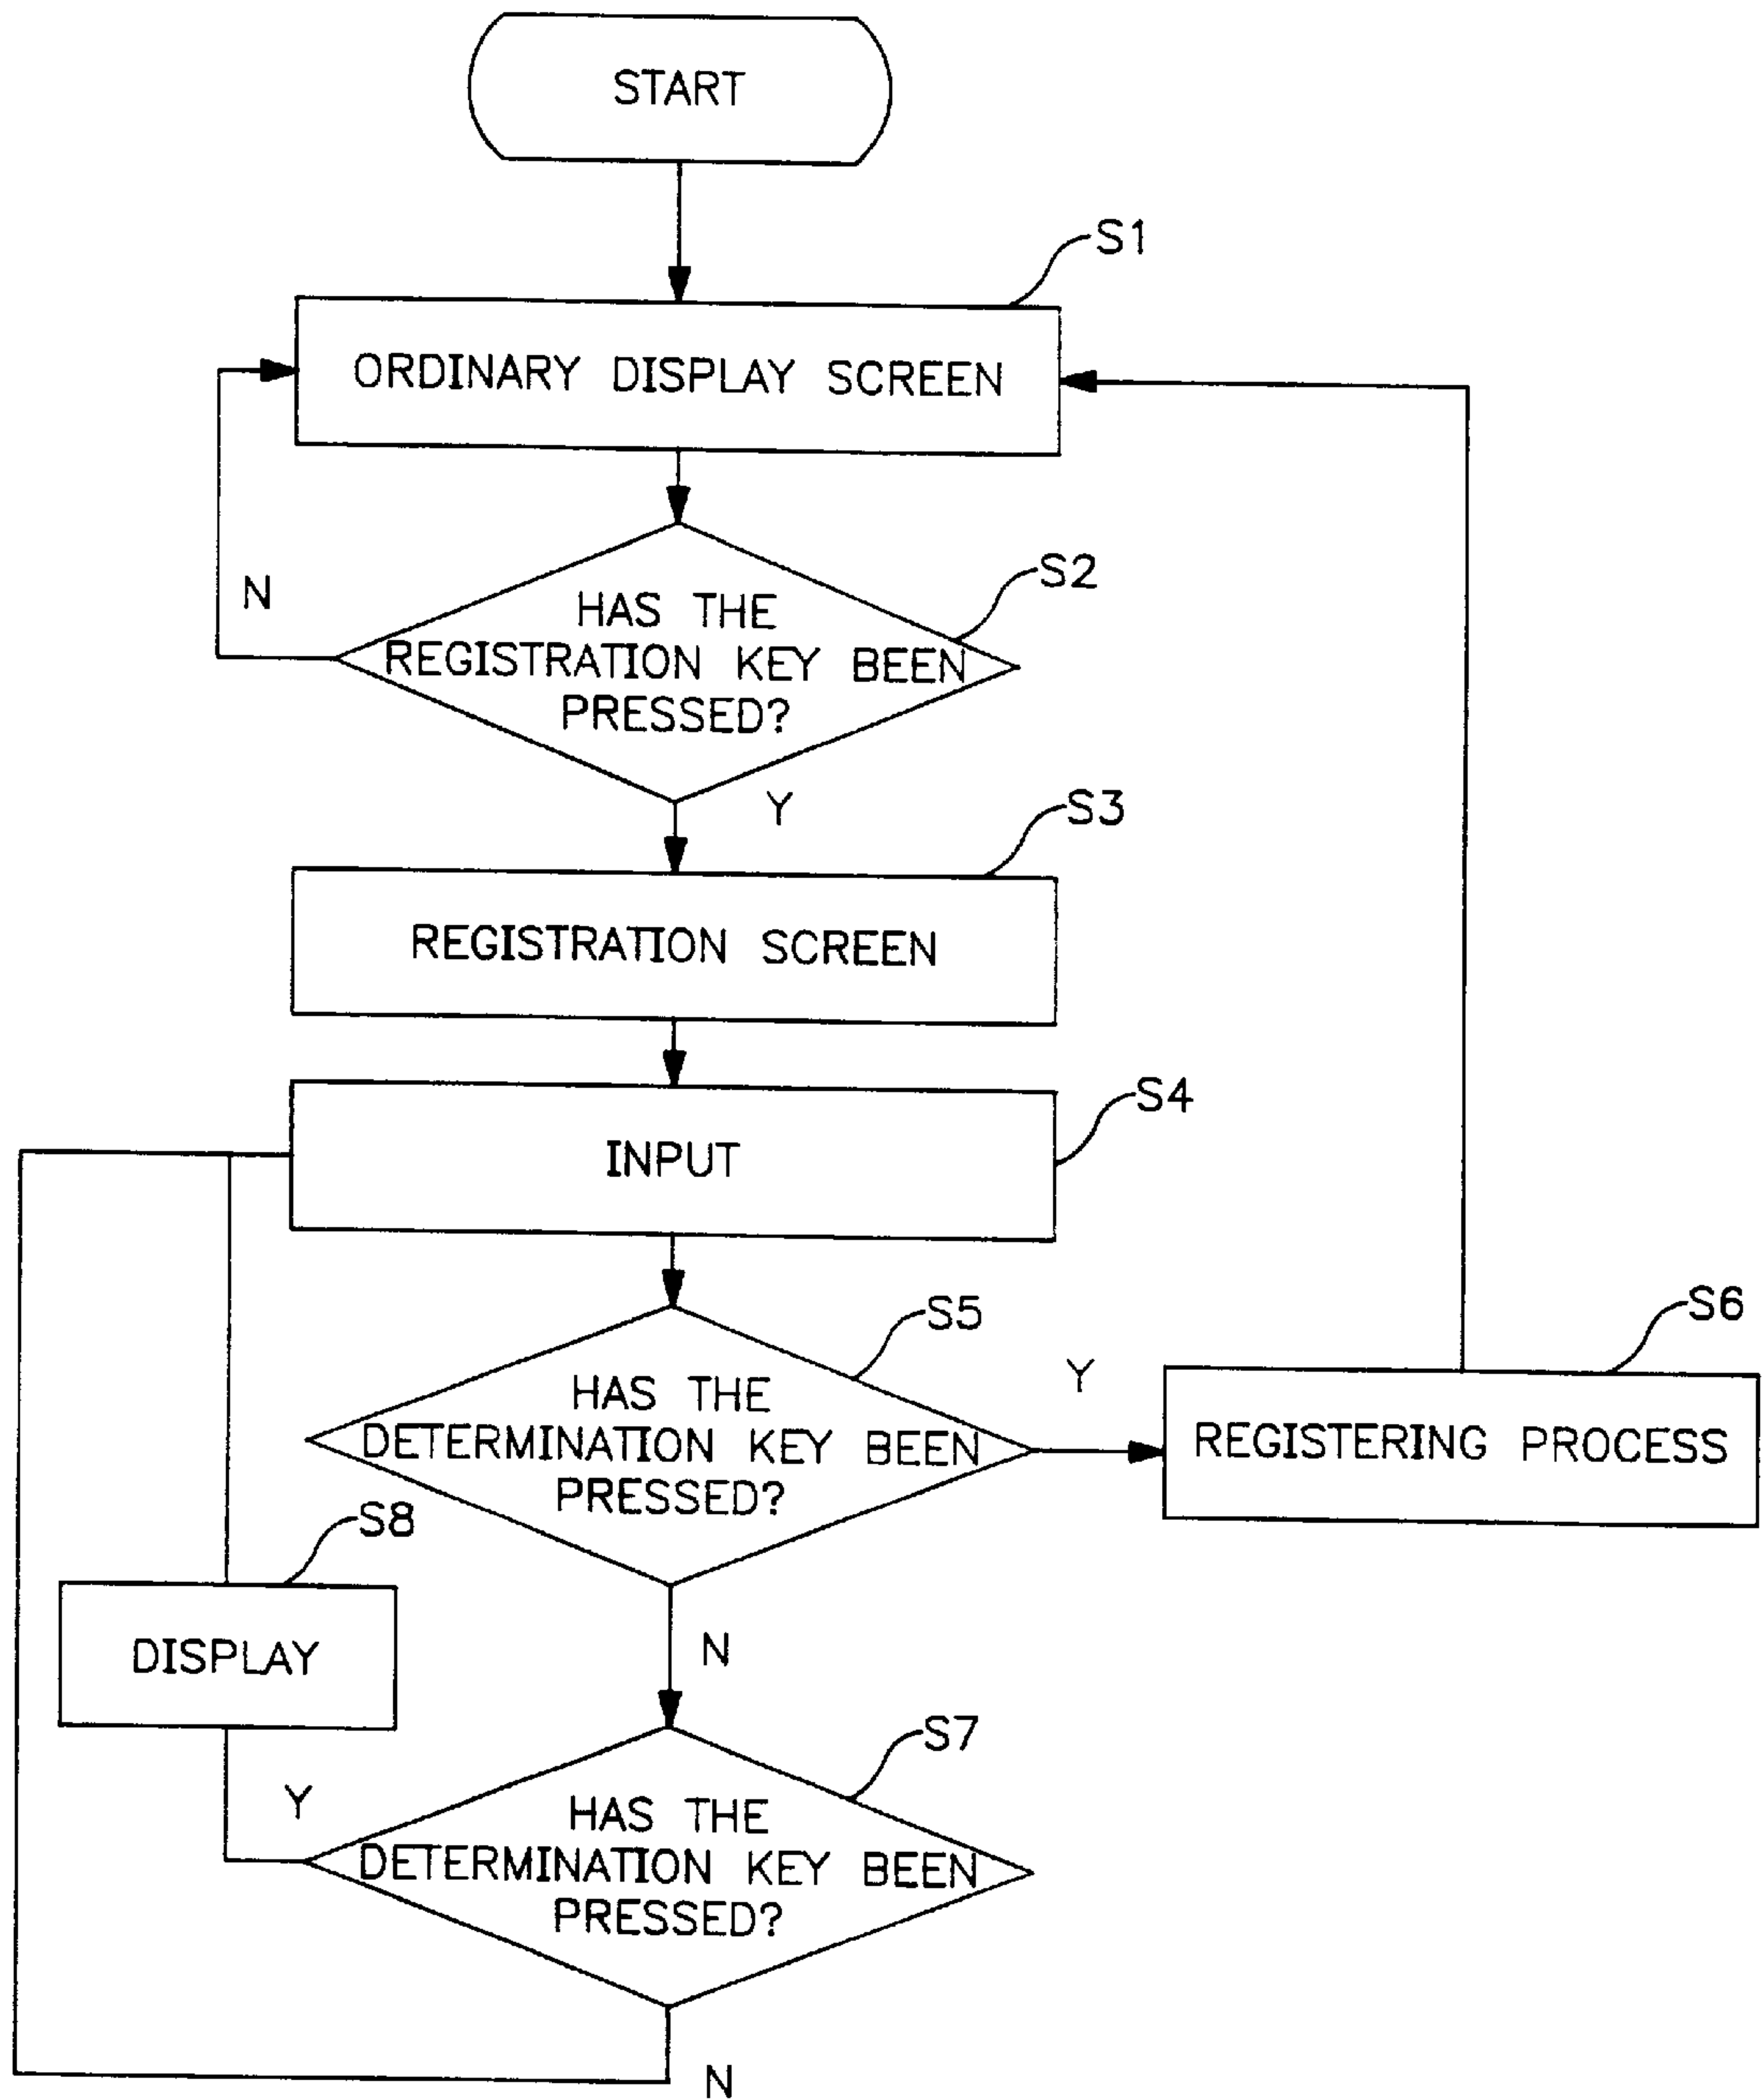 START
S1
ORDINARY DISPLAY SCREEN
S2
N
HAS THE
REGISTRATION KEY BEEN
PRESSED?
Y
S3
REGISTRATION SCREEN
S4
INPUT
S5
S6
Y
HAS THE
DETERMINATION KEY BEEN
PRESSED?
REGISTERING PROCESS
S8
N
DISPLAY
S7
Y
HAS THE
DETERMINATION KEY BEEN
PRESSED?
N